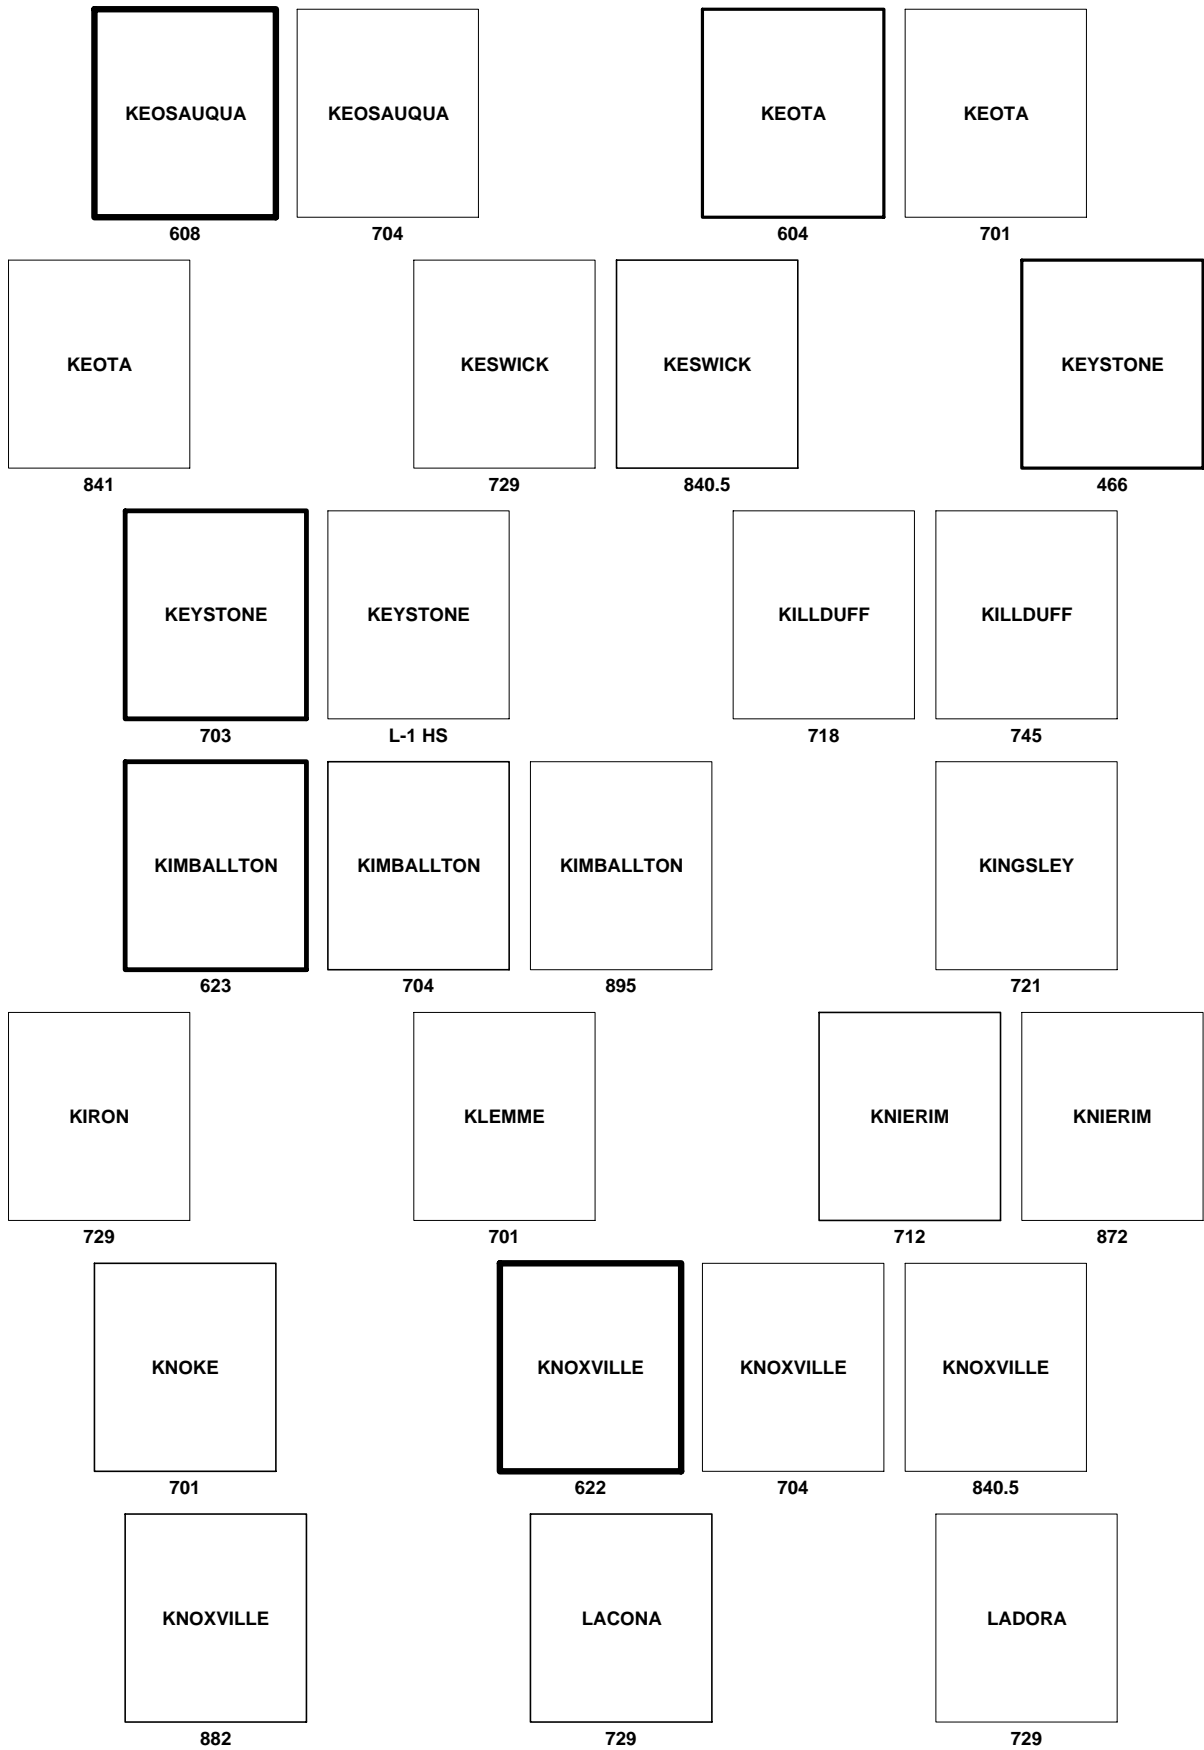 KEOSAUQUA KEOSAUQUA KEOTA KEOTA
608 704 604 701
KEOTA KESWICK KESWICK KEYSTONE
841 729 840.5 466
KEYSTONE KEYSTONE KILLDUFF KILLDUFF
703 L-1 HS 718 745
KIMBALLTON KIMBALLTON KIMBALLTON KINGSLEY
623 704 895 721
KIRON KLEMME KNIERIM KNIERIM
729 701 712 872
KNOKE KNOXVILLE KNOXVILLE KNOXVILLE
701 622 704 840.5
KNOXVILLE LACONA LADORA
882 729 729